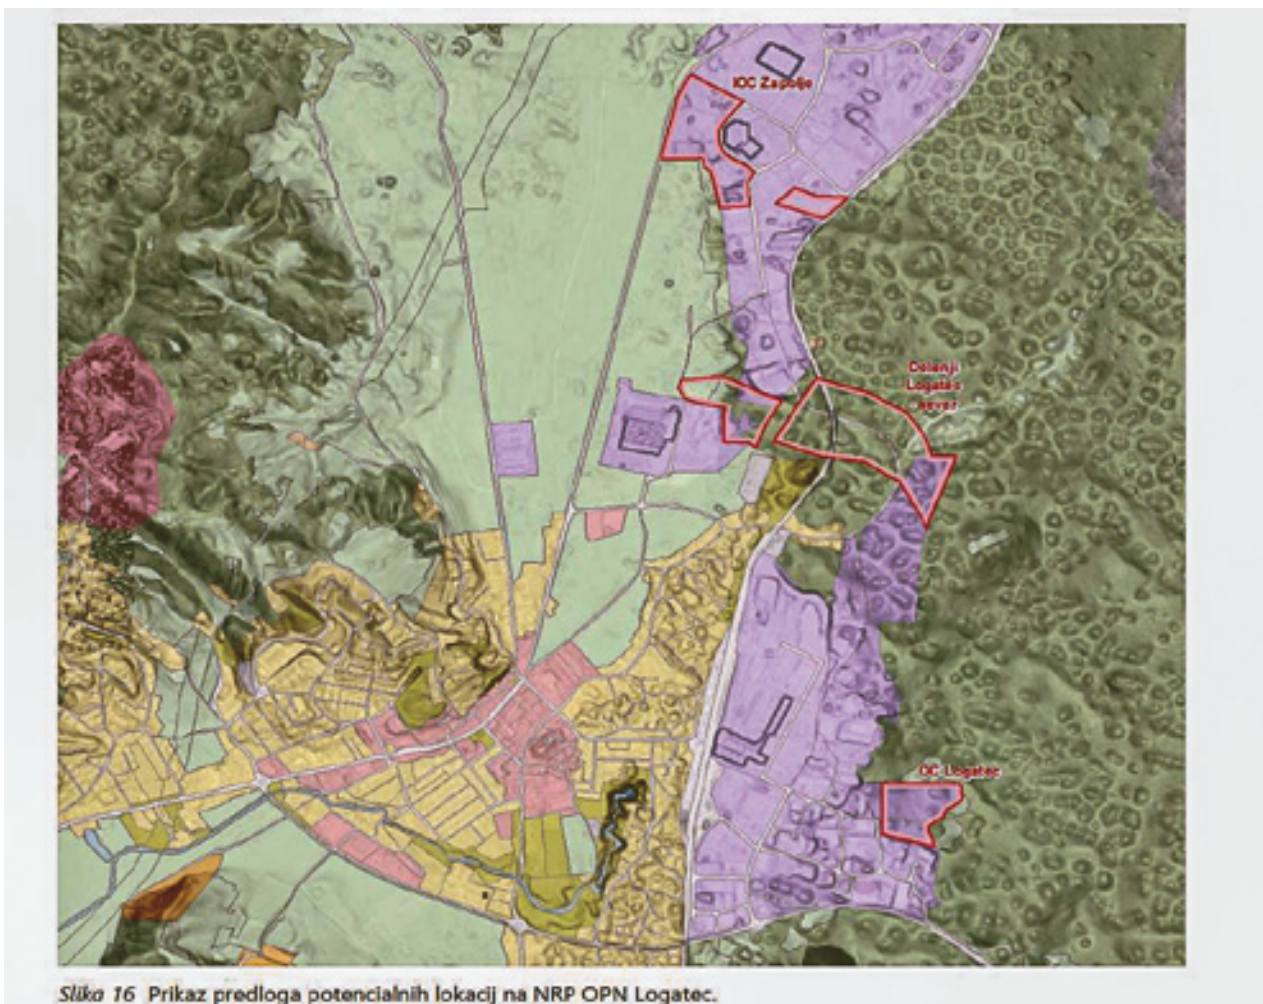 IOC Zapolje
Dolenji
Logatec
sever
OC Logatec
Slika 16 Prikaz predloga potencialnih lokacij na NRP OPN Logatec.